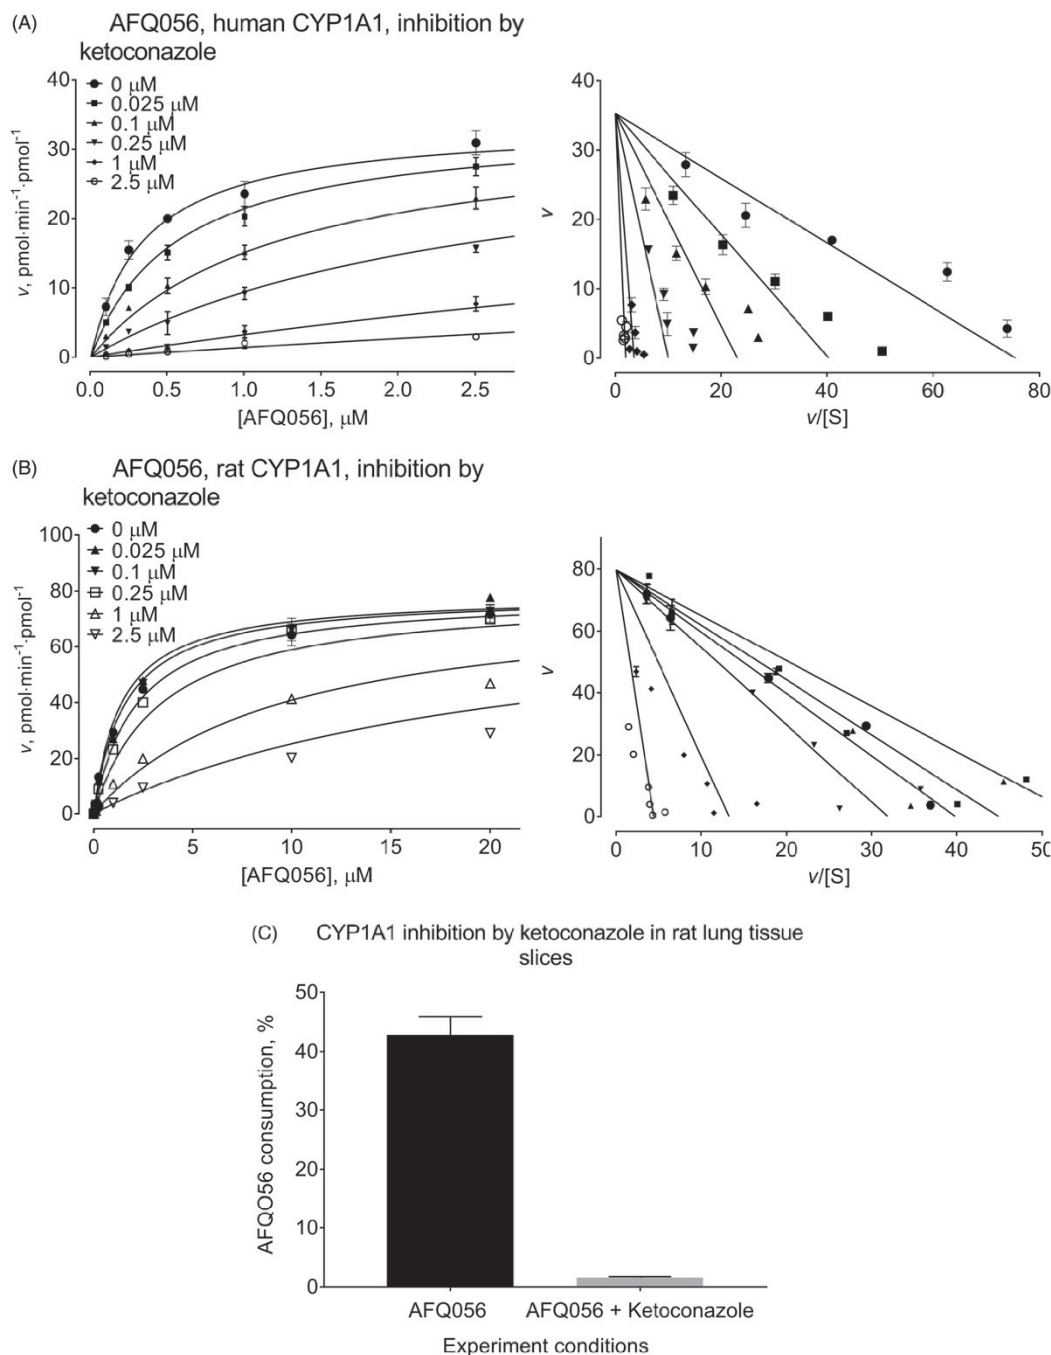 (A) AFQ056, human CYP1A1, inhibition by
ketoconazole
0 μM
0.025 μM
0.1 μM
0.25 μM
1 μM
2.5 μM
40
30
20
10
0
v, pmol·min⁻¹·pmol⁻¹
0.0 0.5 1.0 1.5 2.0 2.5
[AFQ056], μM
40
30
20
10
0
v
0 20 40 60 80
v/[S]
(B) AFQ056, rat CYP1A1, inhibition by
ketoconazole
0 μM
0.025 μM
0.1 μM
0.25 μM
1 μM
2.5 μM
100
80
60
40
20
0
v, pmol·min⁻¹·pmol⁻¹
0 5 10 15 20
[AFQ056], μM
80
60
40
20
0
v
0 10 20 30 40 50
v/[S]
(C) CYP1A1 inhibition by ketoconazole in rat lung tissue
slices
50
40
30
20
10
0
AFQO56 consumption, %
AFQ056 AFQ056 + Ketoconazole
Experiment conditions